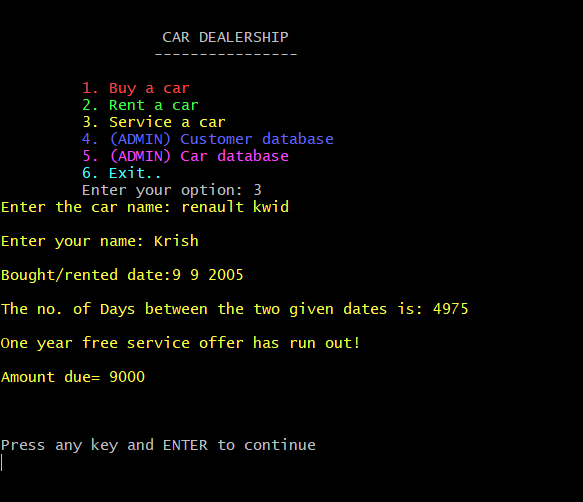 CAR DEALERSHIP
----------------
1. Buy a car
2. Rent a car
3. Service a car
4. (ADMIN) Customer database
5. (ADMIN) Car database
6. Exit..
Enter your option: 3
Enter the car name: renault kwid
Enter your name: Krish
Bought/rented date:9 9 2005
The no. of Days between the two given dates is: 4975
One year free service offer has run out!
Amount due= 9000
Press any key and ENTER to continue